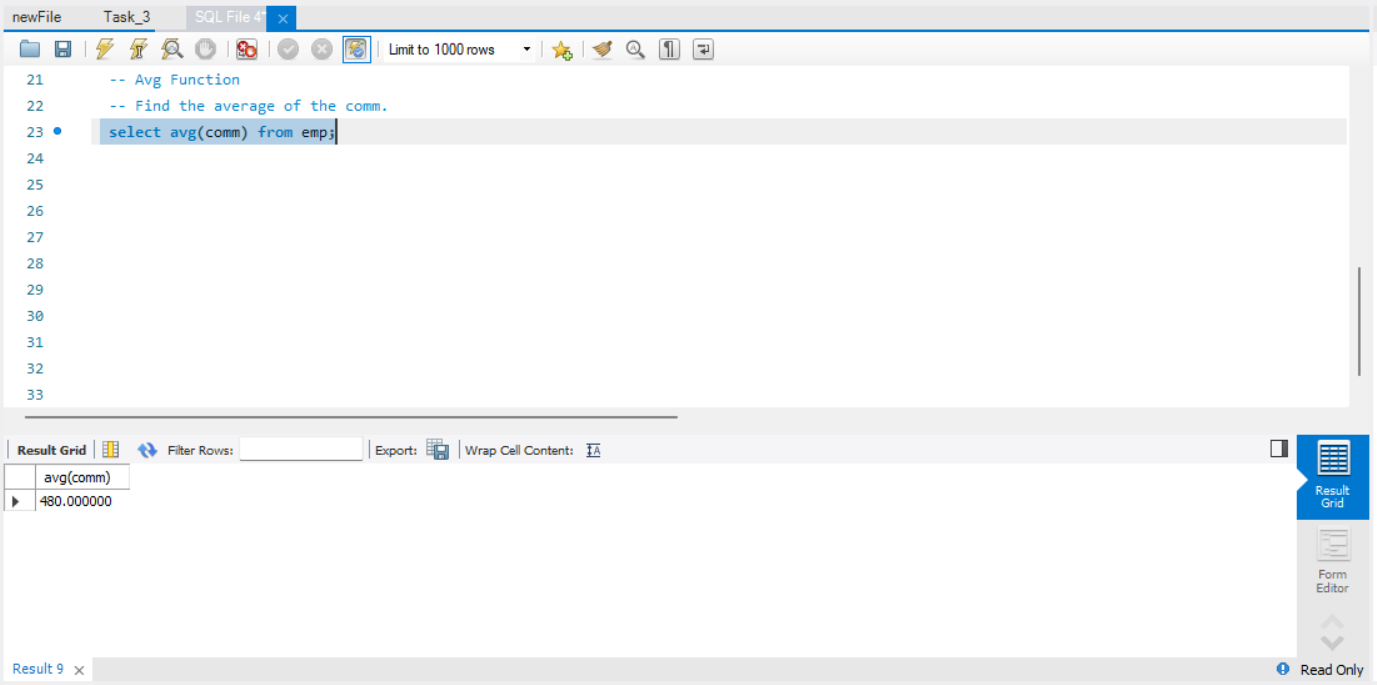 newFile Task_3 SQL File 4*
Limit to 1000 rows
21 -- Avg Function
22 -- Find the average of the comm.
23 select avg(comm) from emp;
24
25
26
27
28
29
30
31
32
33
Result Grid Filter Rows: Export: Wrap Cell Content: IA
avg(comm)
480.000000
Result
Grid
Form
Editor
Result 9 Read Only